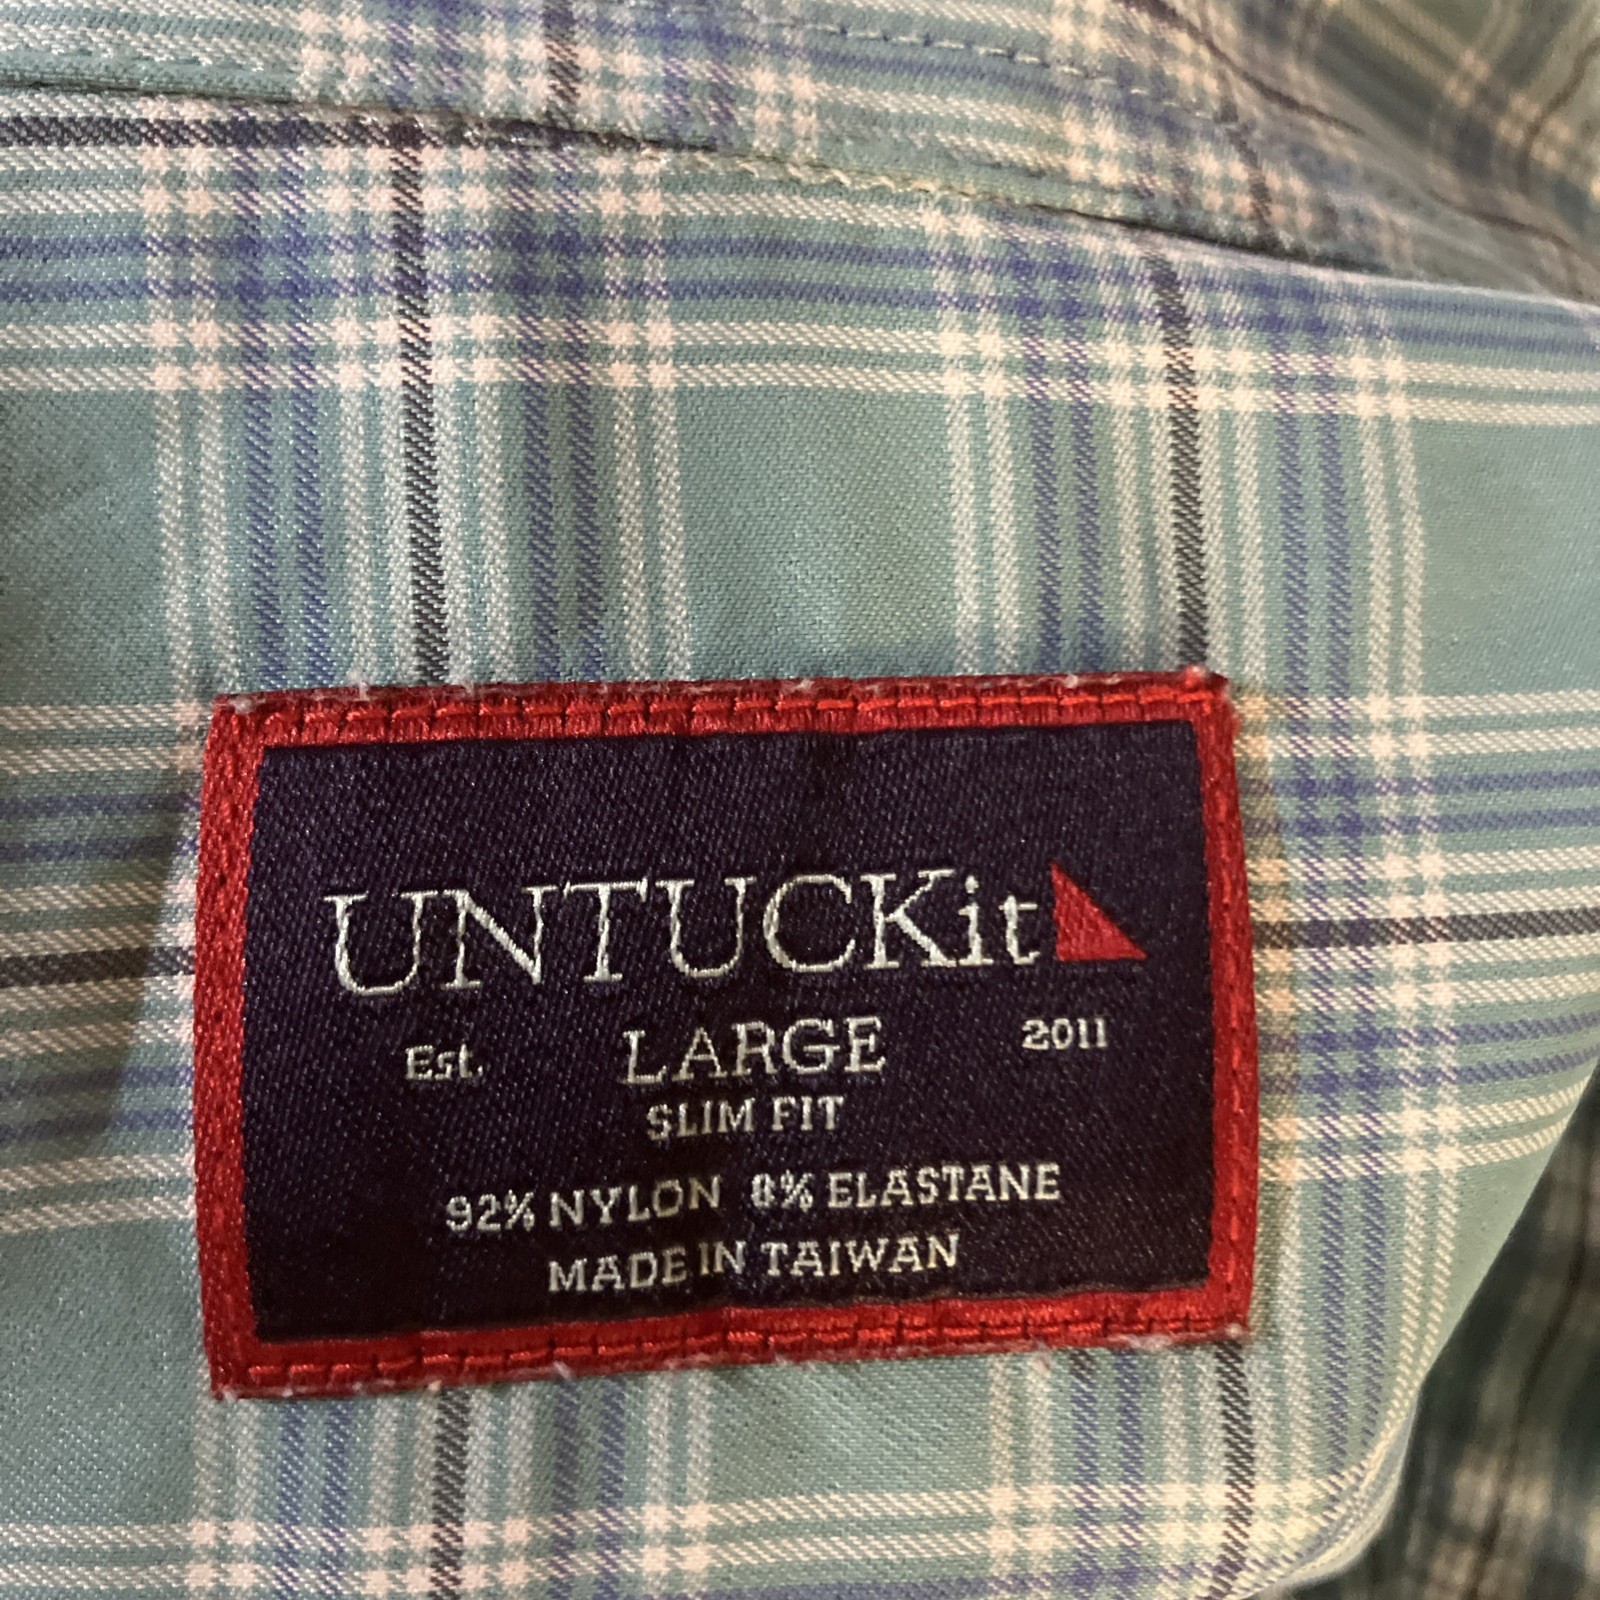 UNTUCKit
Est. LARGE 2011
SLIM FIT
92% NYLON 8% ELASTANE
MADE IN TAIWAN